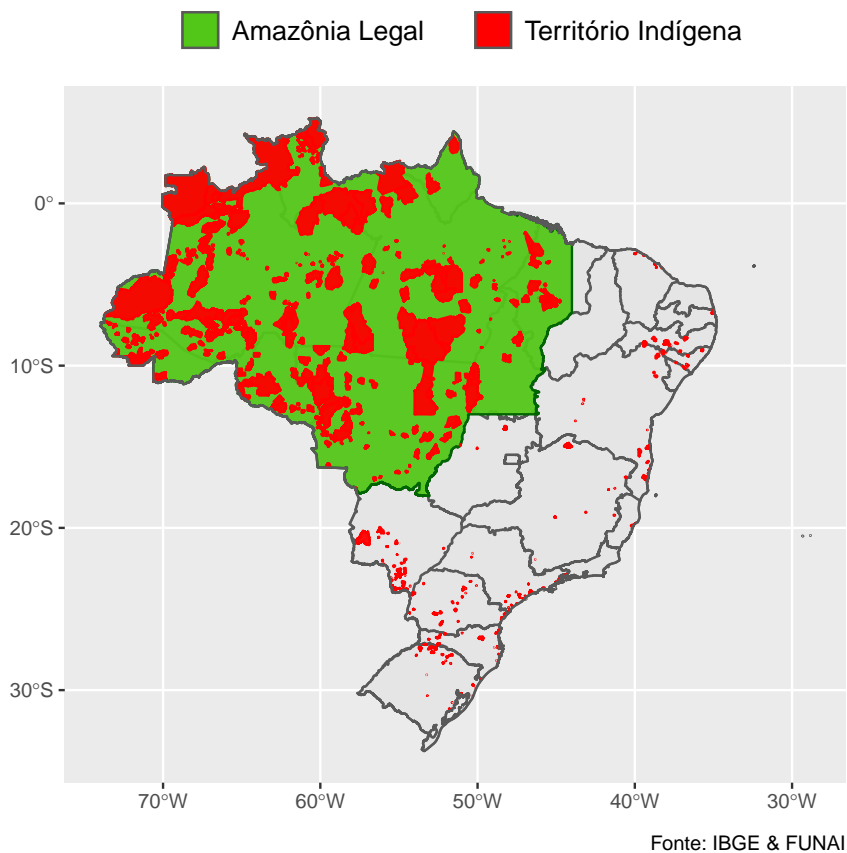 Amazônia Legal Território Indígena
0°
10°S
20°S
30°S
70°W 60°W 50°W 40°W 30°W
Fonte: IBGE & FUNAI